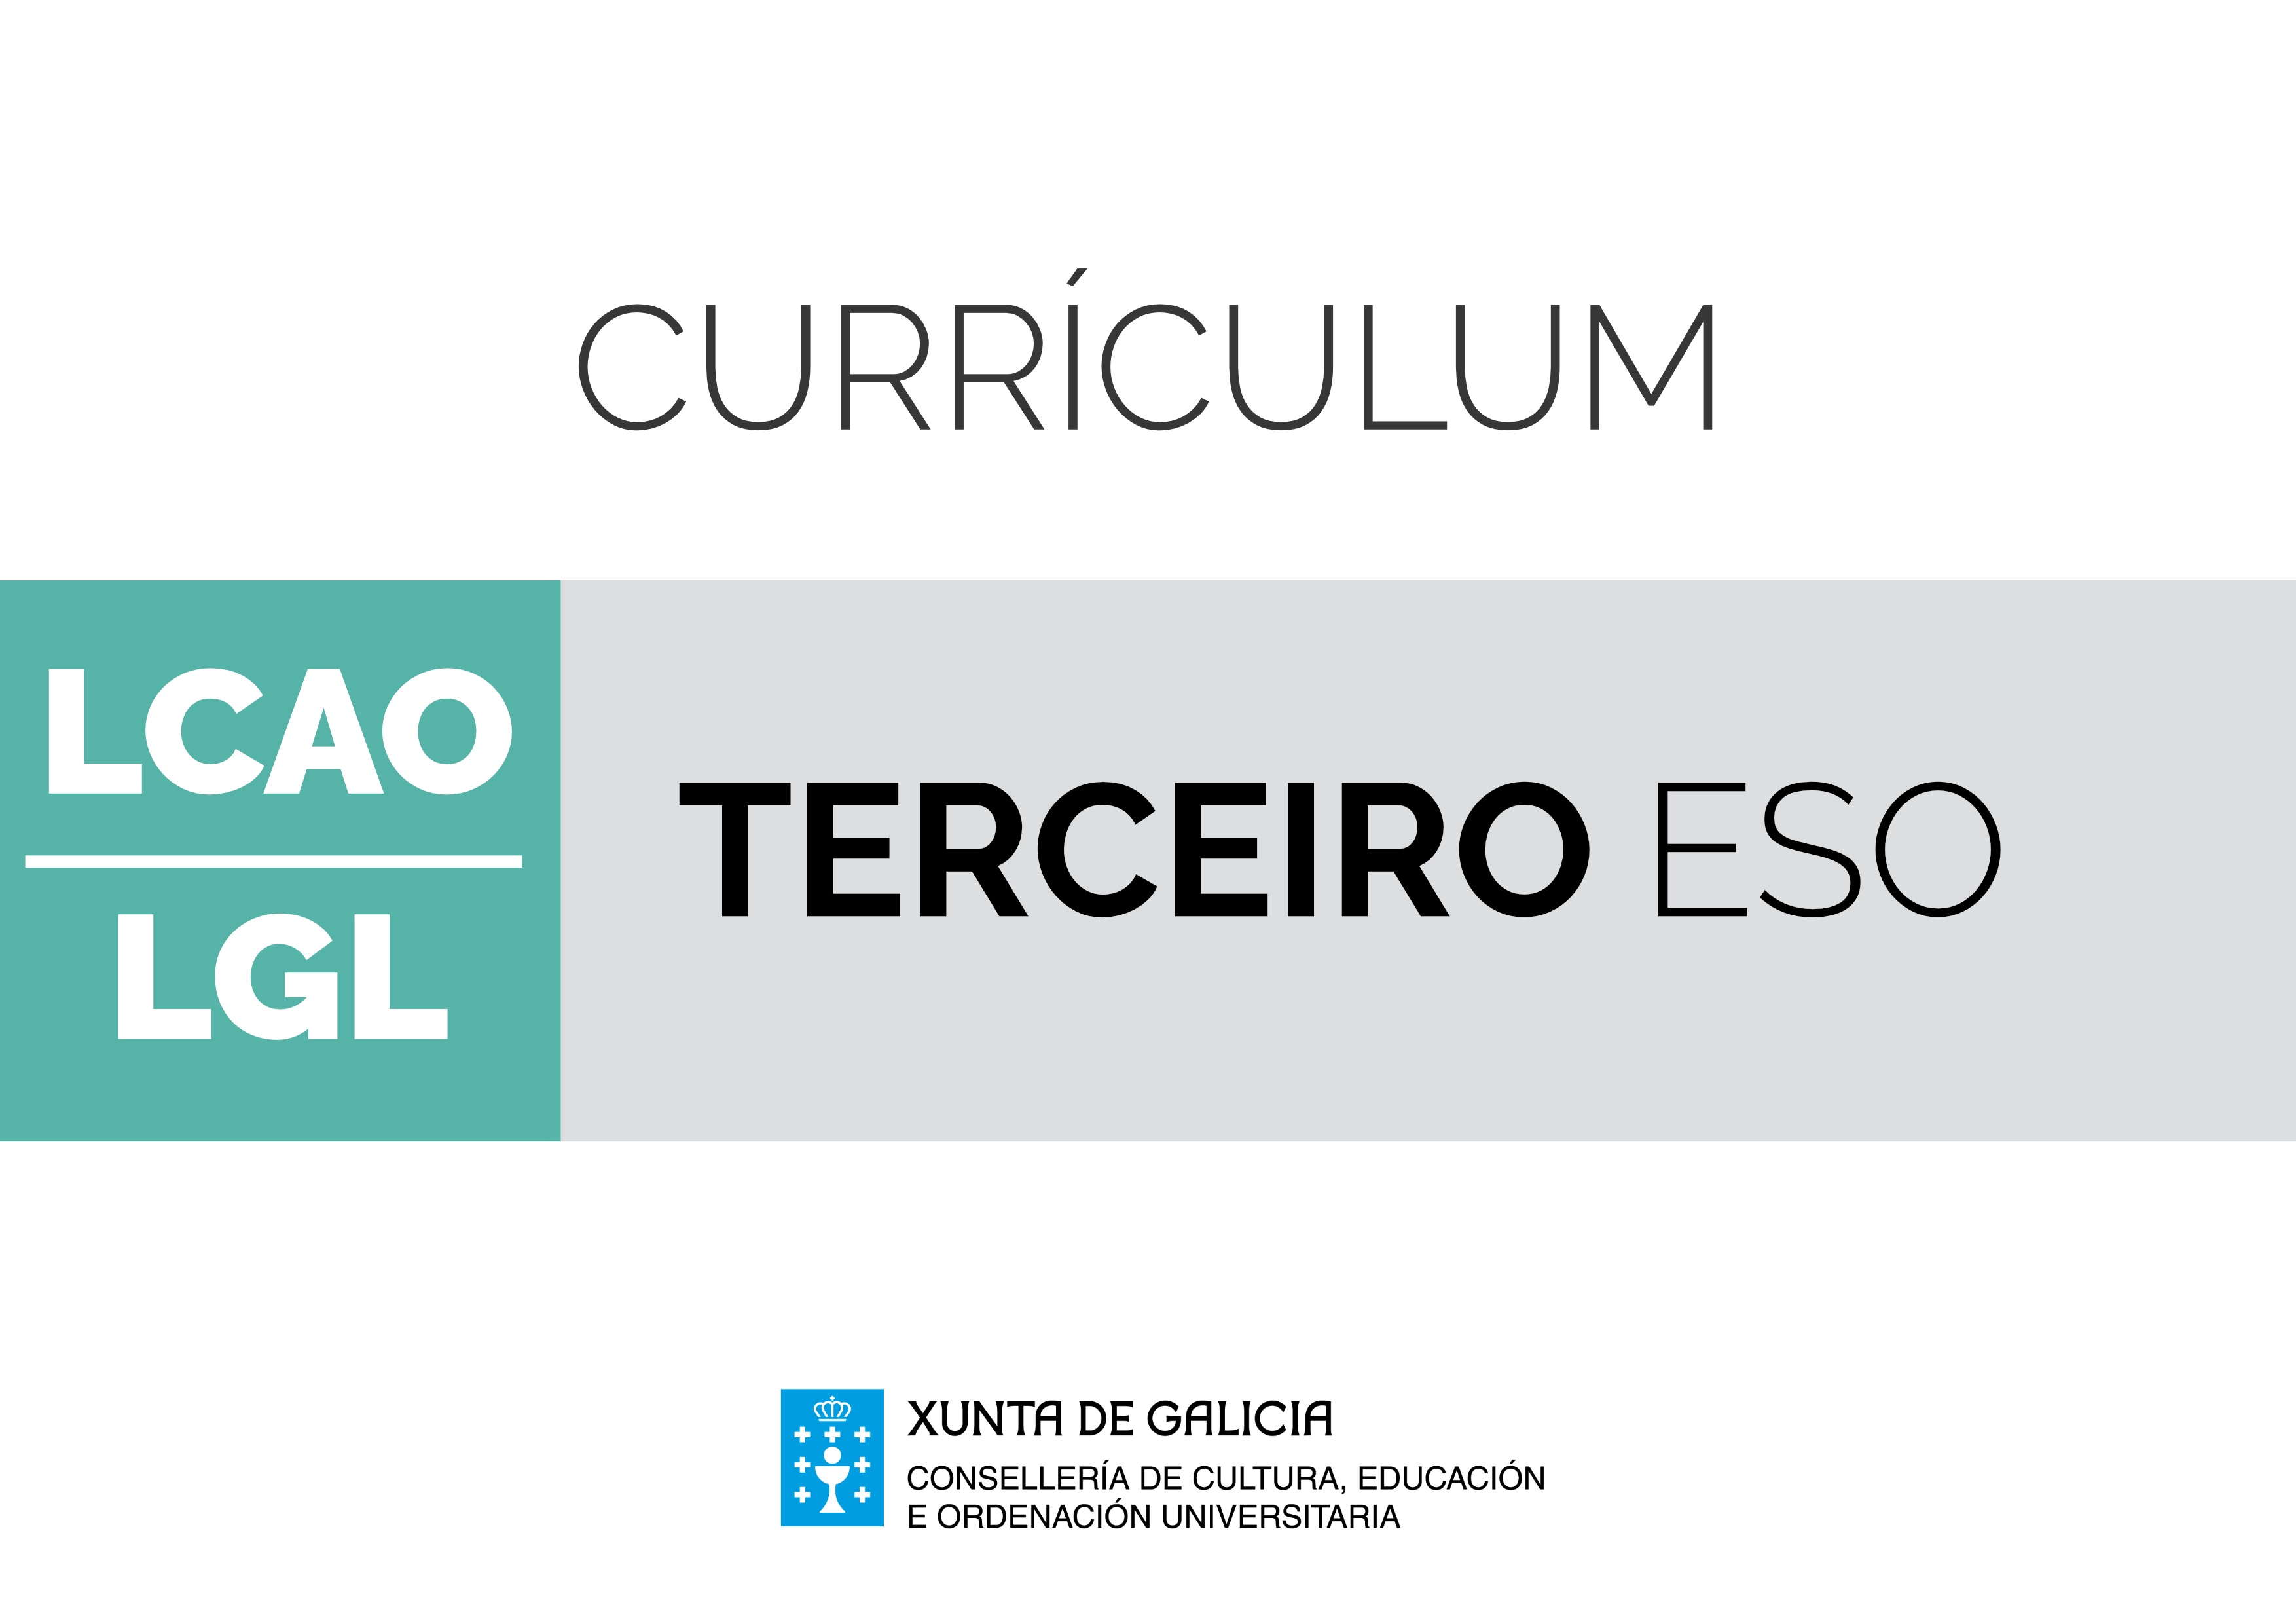 CURRÍCULUM
LCAO
LGL
TERCEIRO ESO
XUNTA DE GALICIA
CONSELLERÍA DE CULTURA, EDUCACIÓN
E ORDENACIÓN UNIVERSITARIA